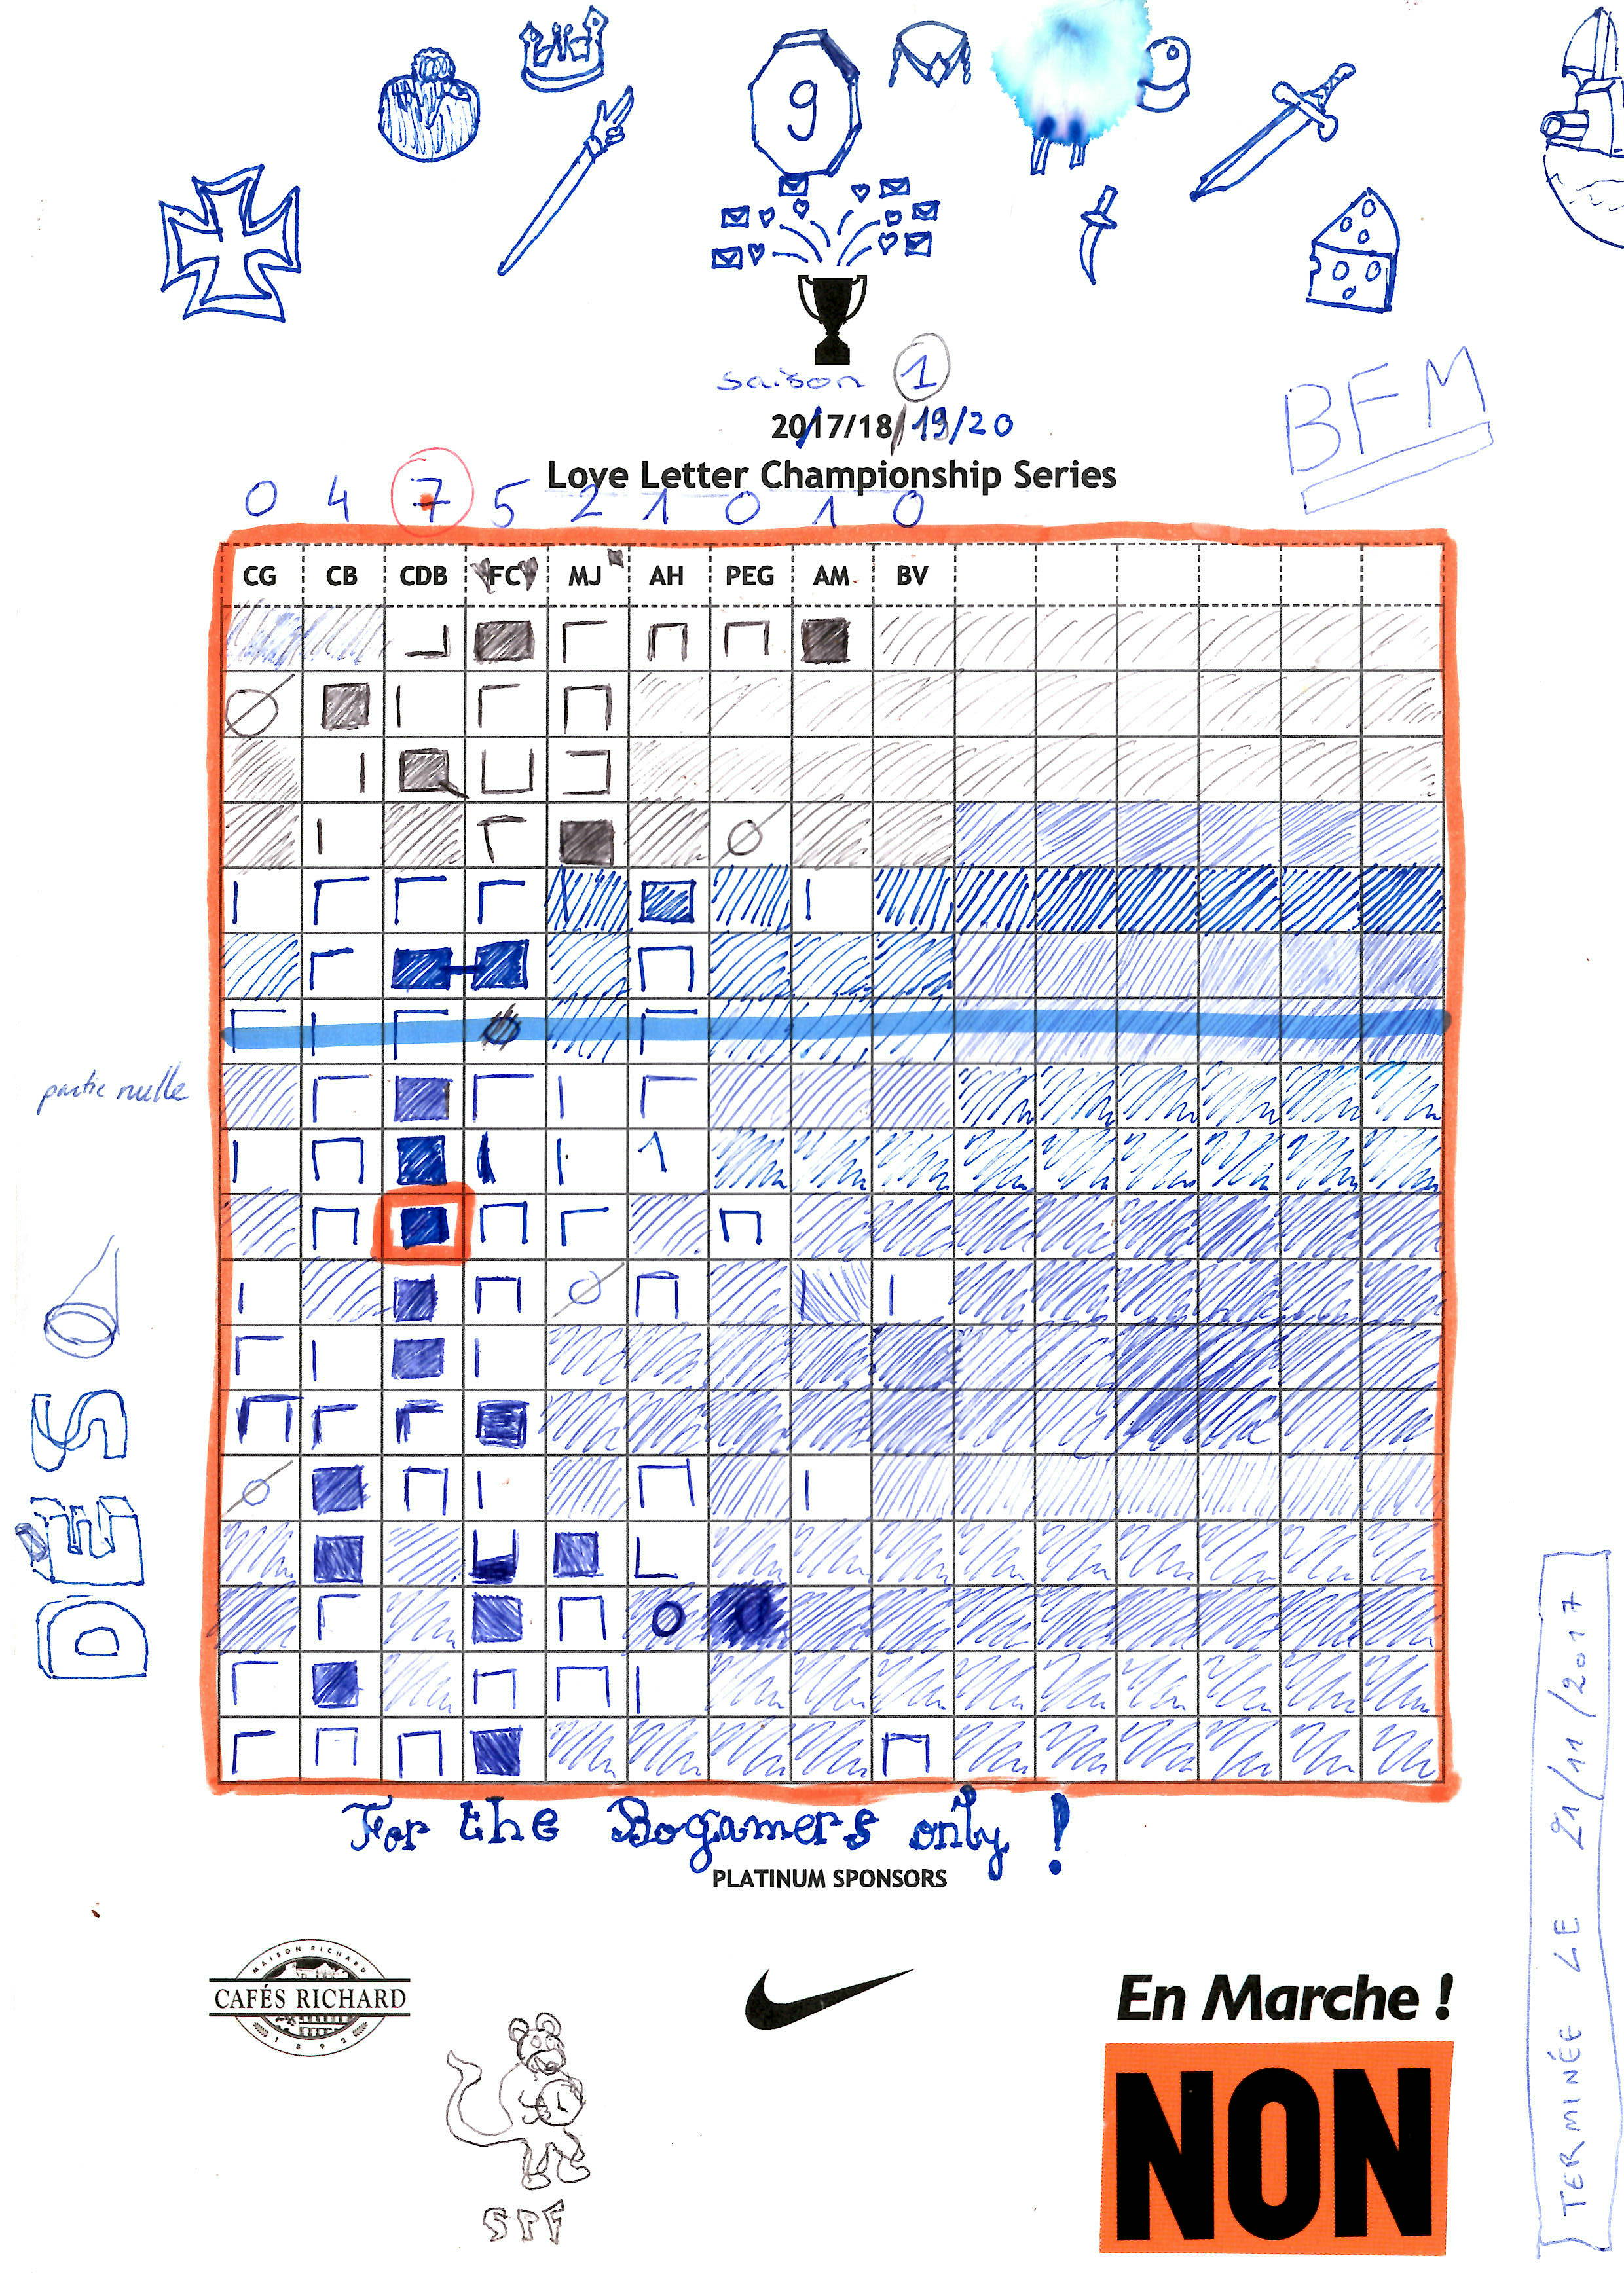 9
saison 1
2017/18/19/20
BFM
Love Letter Championship Series
0 4 7 5 2 1 0 1 0
CG CB CDB FC MJ AH PEG AM BV
partie nulle
DÉS
For the Bogamers only !
PLATINUM SPONSORS
MAISON RICHARD
CAFÉS RICHARD
1892
En Marche !
NON
SPF
TERMINÉE LE 21/11/2017